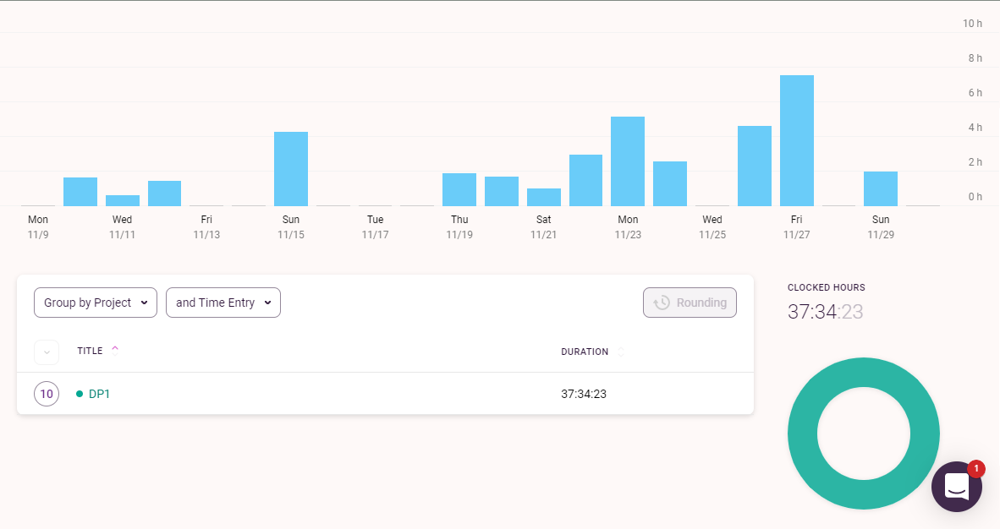 10 h
8 h
6 h
4 h
2 h
0 h
Mon Wed Fri Sun Tue Thu Sat Mon Wed Fri Sun
11/9 11/11 11/13 11/15 11/17 11/19 11/21 11/23 11/25 11/27 11/29
Group by Project and Time Entry Rounding
CLOCKED HOURS
37:34:23
TITLE DURATION
10 DP1 37:34:23
1